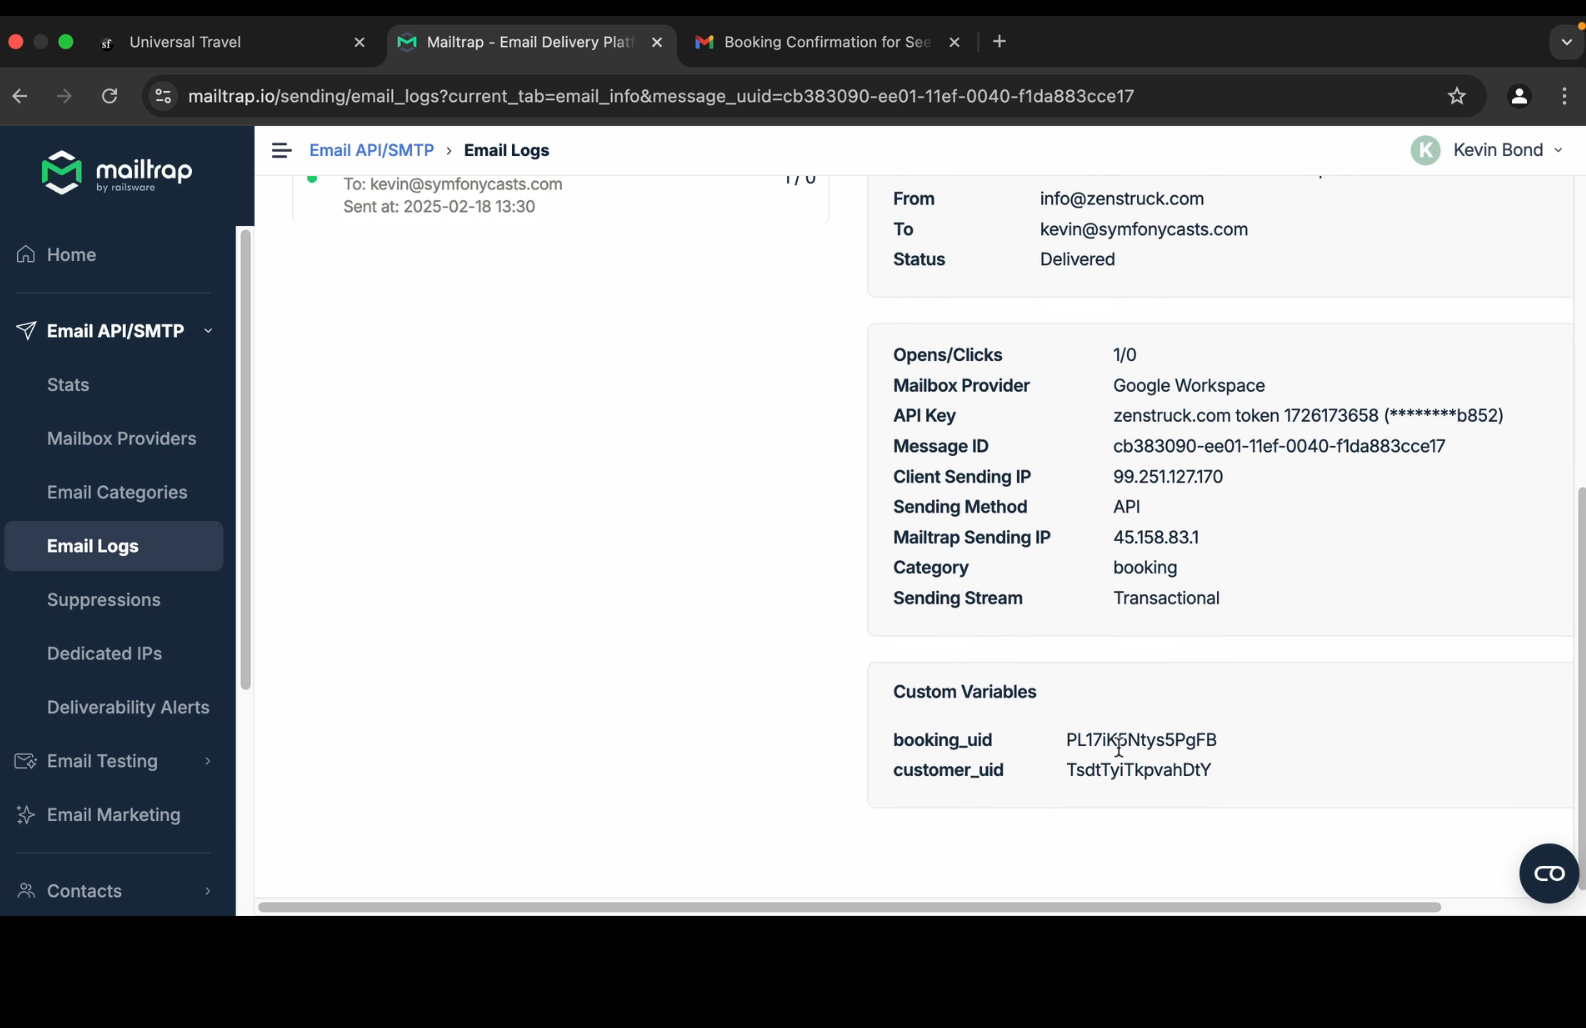 sf Universal Travel
Mailtrap - Email Delivery Platf
Booking Confirmation for See
mailtrap.io/sending/email_logs?current_tab=email_info&message_uuid=cb383090-ee01-11ef-0040-f1da883cce17
mailtrap
by railsware
Email API/SMTP › Email Logs
K Kevin Bond
Home
Email API/SMTP
Stats
Mailbox Providers
Email Categories
Email Logs
Suppressions
Dedicated IPs
Deliverability Alerts
Email Testing
Email Marketing
Contacts
To: kevin@symfonycasts.com
1 / 0
Sent at: 2025-02-18 13:30
From info@zenstruck.com
To kevin@symfonycasts.com
Status Delivered
Opens/Clicks 1/0
Mailbox Provider Google Workspace
API Key zenstruck.com token 1726173658 (********b852)
Message ID cb383090-ee01-11ef-0040-f1da883cce17
Client Sending IP 99.251.127.170
Sending Method API
Mailtrap Sending IP 45.158.83.1
Category booking
Sending Stream Transactional
Custom Variables
booking_uid PL17iK5Ntys5PgFB
customer_uid TsdtTyiTkpvahDtY